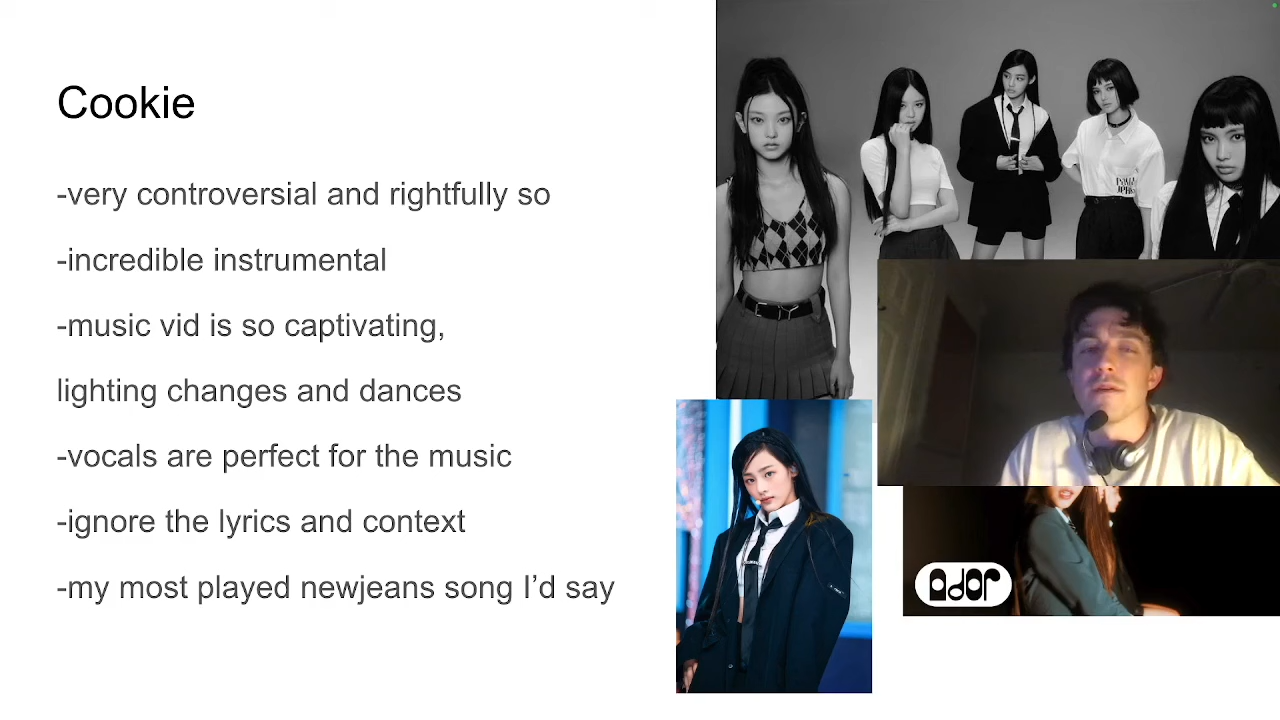 Cookie
-very controversial and rightfully so
-incredible instrumental
-music vid is so captivating,
lighting changes and dances
-vocals are perfect for the music
-ignore the lyrics and context
-my most played newjeans song I’d say
ador